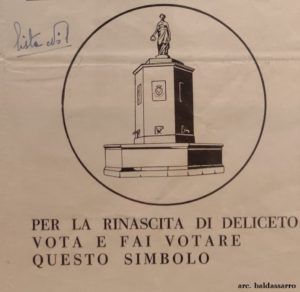 lista n° 1
PER LA RINASCITA DI DELICETO
VOTA E FAI VOTARE
QUESTO SIMBOLO
arc. baldassarro